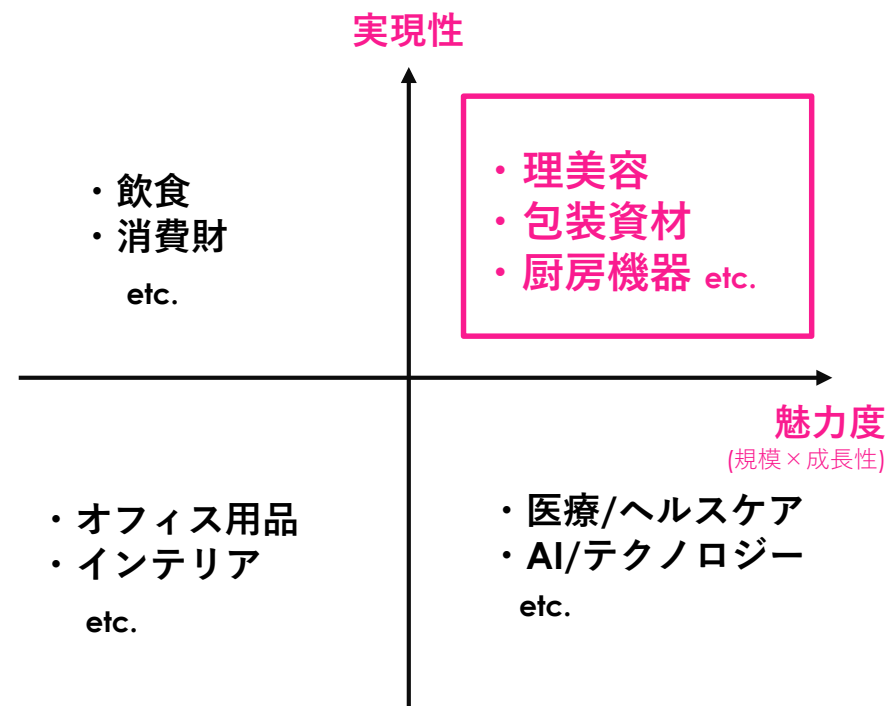 実現性
・飲食
・消費財
etc.
・理美容
・包装資材
・厨房機器 etc.
魅力度
(規模×成長性)
・オフィス用品
・インテリア
etc.
・医療/ヘルスケア
・AI/テクノロジー
etc.